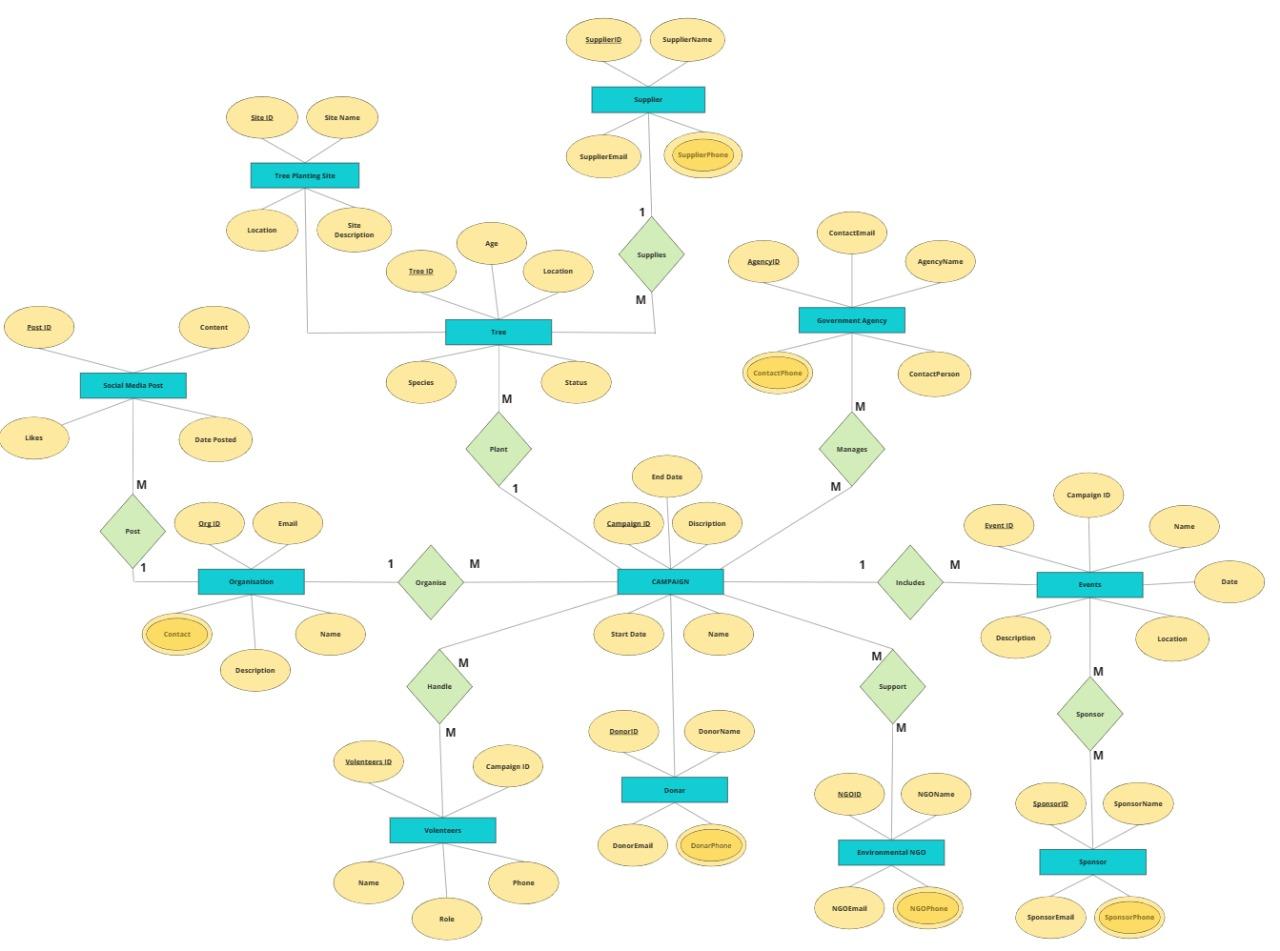 SupplierID
SupplierName
Supplier
SupplierEmail
SupplierPhone
Site ID
Site Name
Tree Planting Site
Location
Site
Description
1
Supplies
M
Tree ID
Age
Location
Tree
Species
Status
AgencyID
ContactEmail
AgencyName
Government Agency
ContactPhone
ContactPerson
Post ID
Content
Social Media Post
Likes
Date Posted
M
Plant
1
M
Manages
M
M
Post
1
Org ID
Email
Organisation
Contact
Description
Name
1
Organise
M
End Date
Campaign ID
Discription
CAMPAIGN
Start Date
Name
1
Includes
M
Event ID
Campaign ID
Name
Date
Events
Description
Location
M
Handle
M
M
Support
M
M
Sponsor
M
Volenteers ID
Campaign ID
Volenteers
Name
Role
Phone
DonorID
DonorName
Donar
DonorEmail
DonarPhone
NGOID
NGOName
Environmental NGO
NGOEmail
NGOPhone
SponsorID
SponsorName
Sponsor
SponsorEmail
SponsorPhone